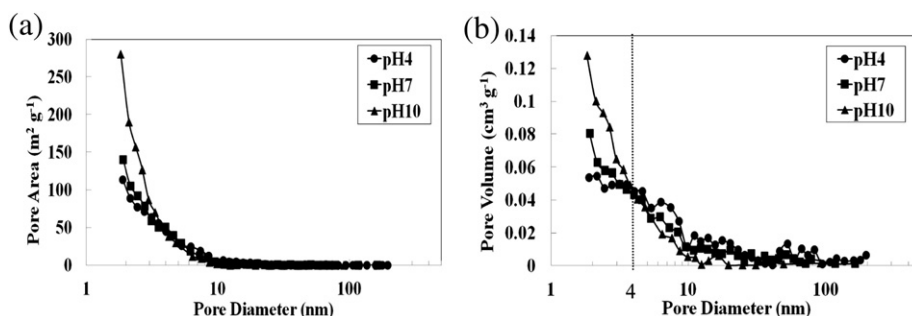 (a)
300
250
200
150
100
50
0
Pore Area (m² g⁻¹)
1
10
100
Pore Diameter (nm)
pH4
pH7
pH10
(b)
0.14
0.12
0.1
0.08
0.06
0.04
0.02
0
Pore Volume (cm³ g⁻¹)
1
4
10
100
Pore Diameter (nm)
pH4
pH7
pH10